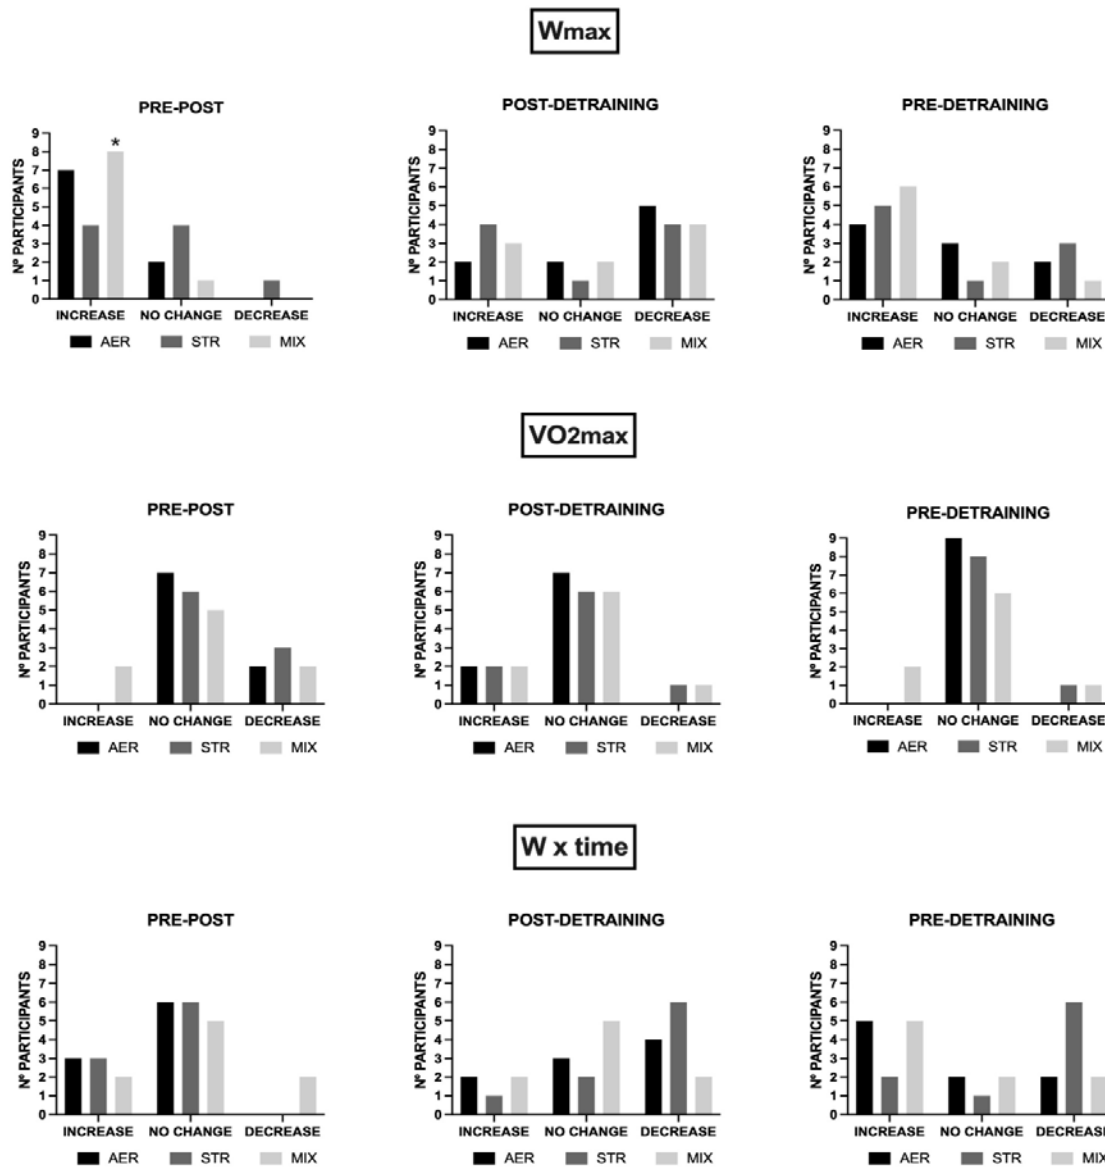 Wmax
PRE-POST
POST-DETRAINING
PRE-DETRAINING
Nº PARTICIPANTS
9
8
7
6
5
4
3
2
1
0
*
INCREASE NO CHANGE DECREASE
AER STR MIX
Nº PARTICIPANTS
9
8
7
6
5
4
3
2
1
0
INCREASE NO CHANGE DECREASE
AER STR MIX
Nº PARTICIPANTS
9
8
7
6
5
4
3
2
1
0
INCREASE NO CHANGE DECREASE
AER STR MIX
VO2max
PRE-POST
POST-DETRAINING
PRE-DETRAINING
Nº PARTICIPANTS
9
8
7
6
5
4
3
2
1
0
INCREASE NO CHANGE DECREASE
AER STR MIX
Nº PARTICIPANTS
9
8
7
6
5
4
3
2
1
0
INCREASE NO CHANGE DECREASE
AER STR MIX
Nº PARTICIPANTS
9
8
7
6
5
4
3
2
1
0
INCREASE NO CHANGE DECREASE
AER STR MIX
W x time
PRE-POST
POST-DETRAINING
PRE-DETRAINING
Nº PARTICIPANTS
9
8
7
6
5
4
3
2
1
0
INCREASE NO CHANGE DECREASE
AER STR MIX
Nº PARTICIPANTS
9
8
7
6
5
4
3
2
1
0
INCREASE NO CHANGE DECREASE
AER STR MIX
Nº PARTICIPANTS
9
8
7
6
5
4
3
2
1
0
INCREASE NO CHANGE DECREASE
AER STR MIX